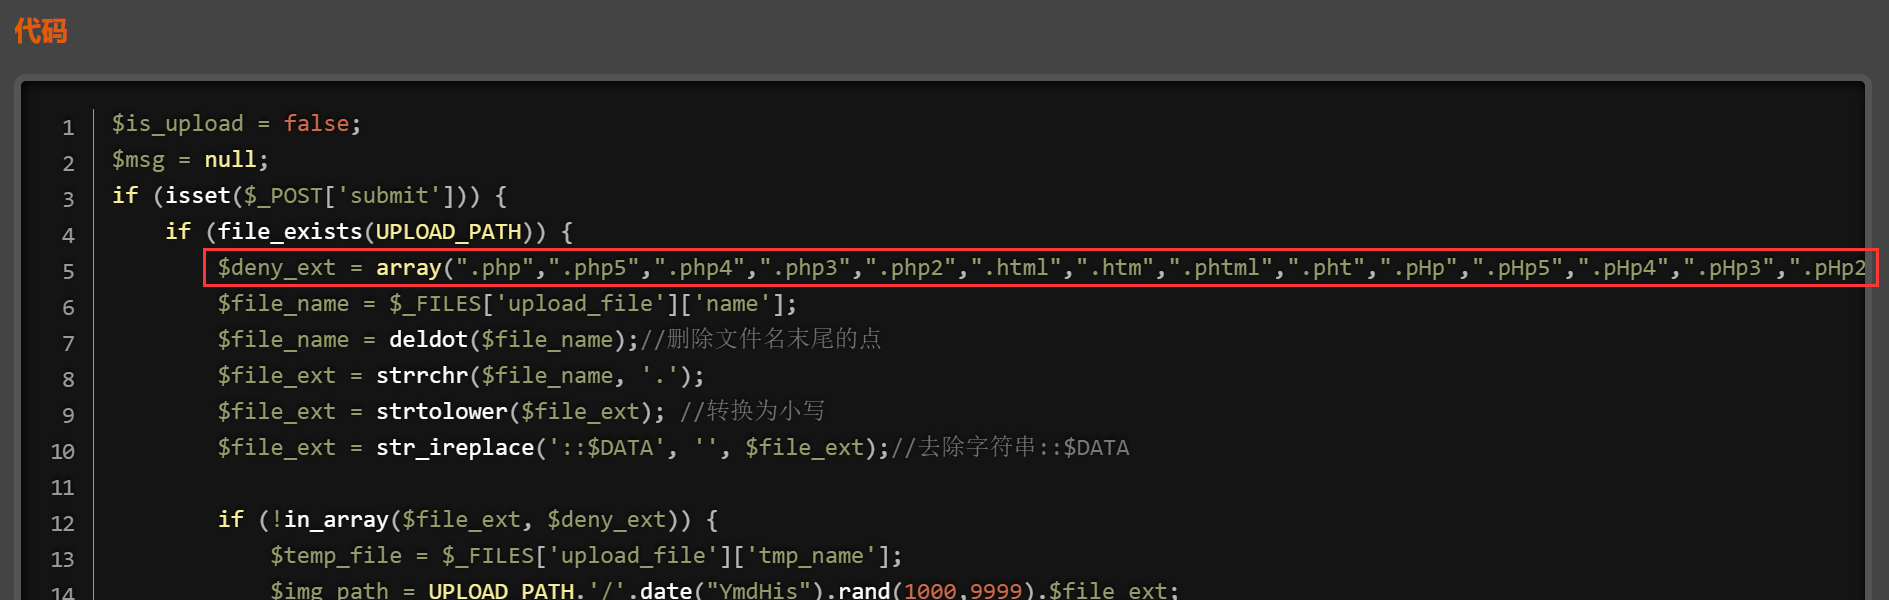 代码
1 $is_upload = false;
2 $msg = null;
3 if (isset($_POST['submit'])) {
4 if (file_exists(UPLOAD_PATH)) {
5 $deny_ext = array(".php",".php5",".php4",".php3",".php2",".html",".htm",".phtml",".pht",".pHp",".pHp5",".pHp4",".pHp3",".pHp2
6 $file_name = $_FILES['upload_file']['name'];
7 $file_name = deldot($file_name);//删除文件名末尾的点
8 $file_ext = strrchr($file_name, '.');
9 $file_ext = strtolower($file_ext); //转换为小写
10 $file_ext = str_ireplace('::$DATA', '', $file_ext);//去除字符串::$DATA
11
12 if (!in_array($file_ext, $deny_ext)) {
13 $temp_file = $_FILES['upload_file']['tmp_name'];
14 $img_path = UPLOAD_PATH.'/'.date("YmdHis").rand(1000,9999).$file_ext;